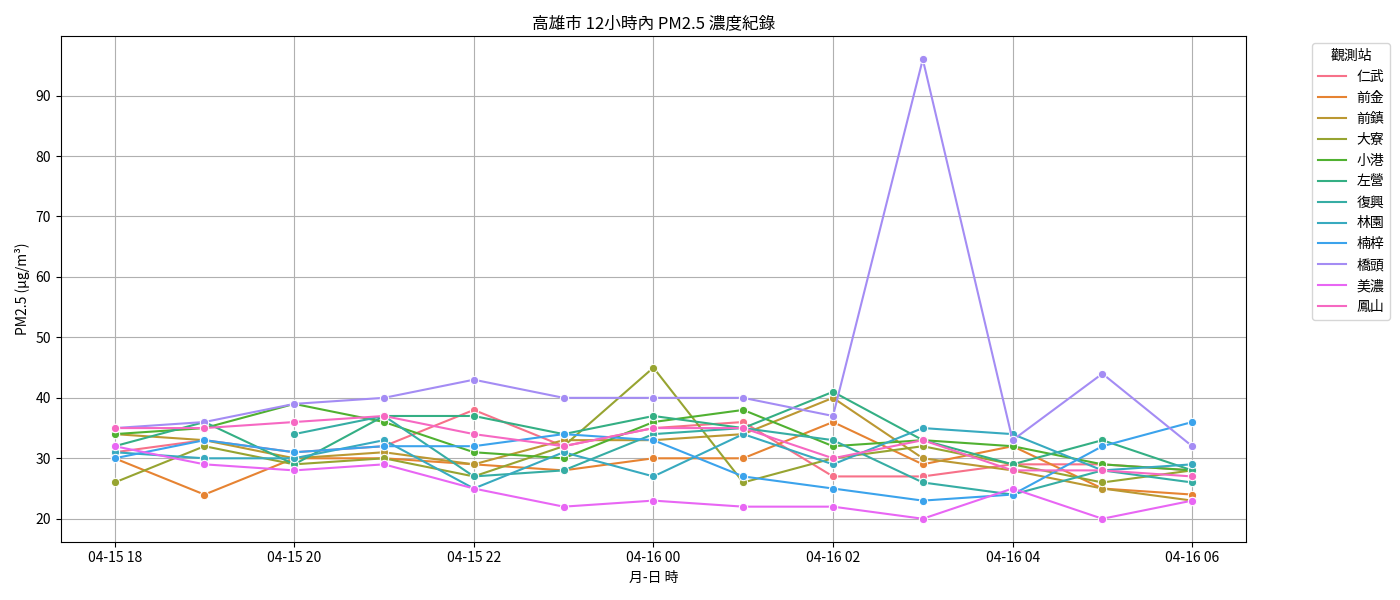 高雄市 12小時內 PM2.5 濃度紀錄
PM2.5 (μg/m³)
90
80
70
60
50
40
30
20
04-15 18
04-15 20
04-15 22
04-16 00
04-16 02
04-16 04
04-16 06
月-日 時
觀測站
仁武
前金
前鎮
大寮
小港
左營
復興
林園
楠梓
橋頭
美濃
鳳山